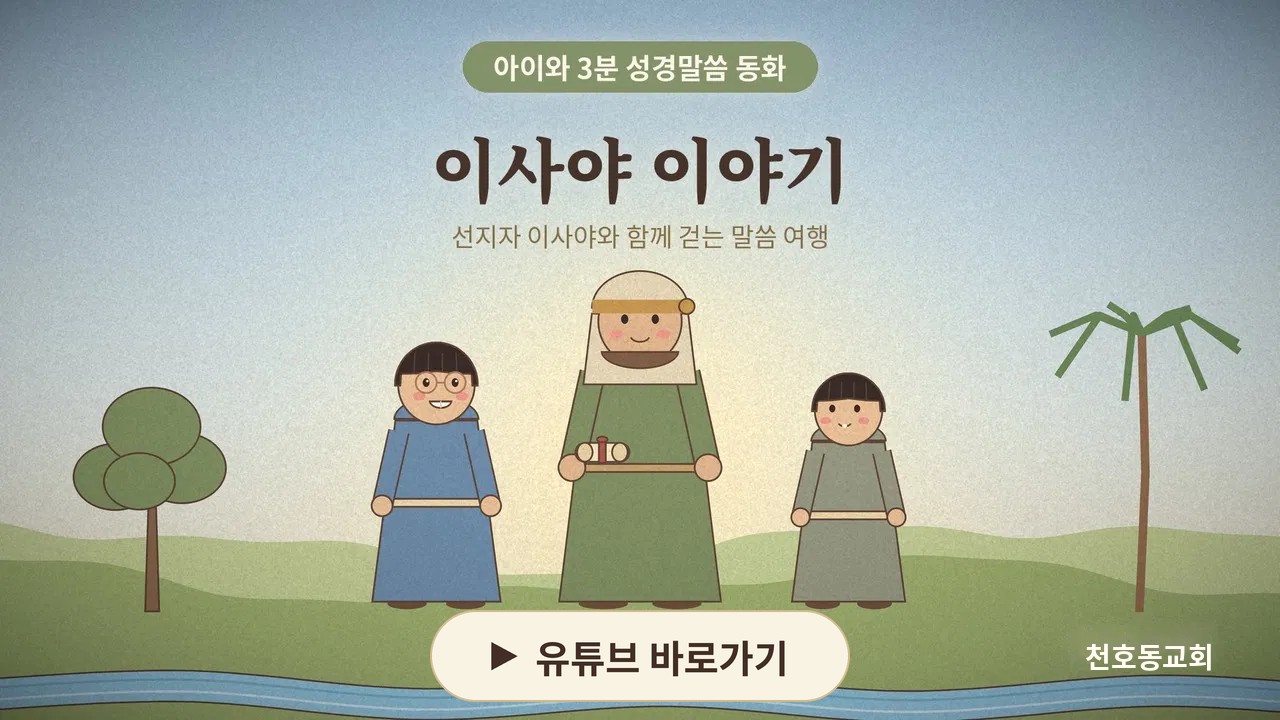 아이와 3분 성경말씀 동화
이사야 이야기
선지자 이사야와 함께 걷는 말씀 여행
▶ 유튜브 바로가기
천호동교회